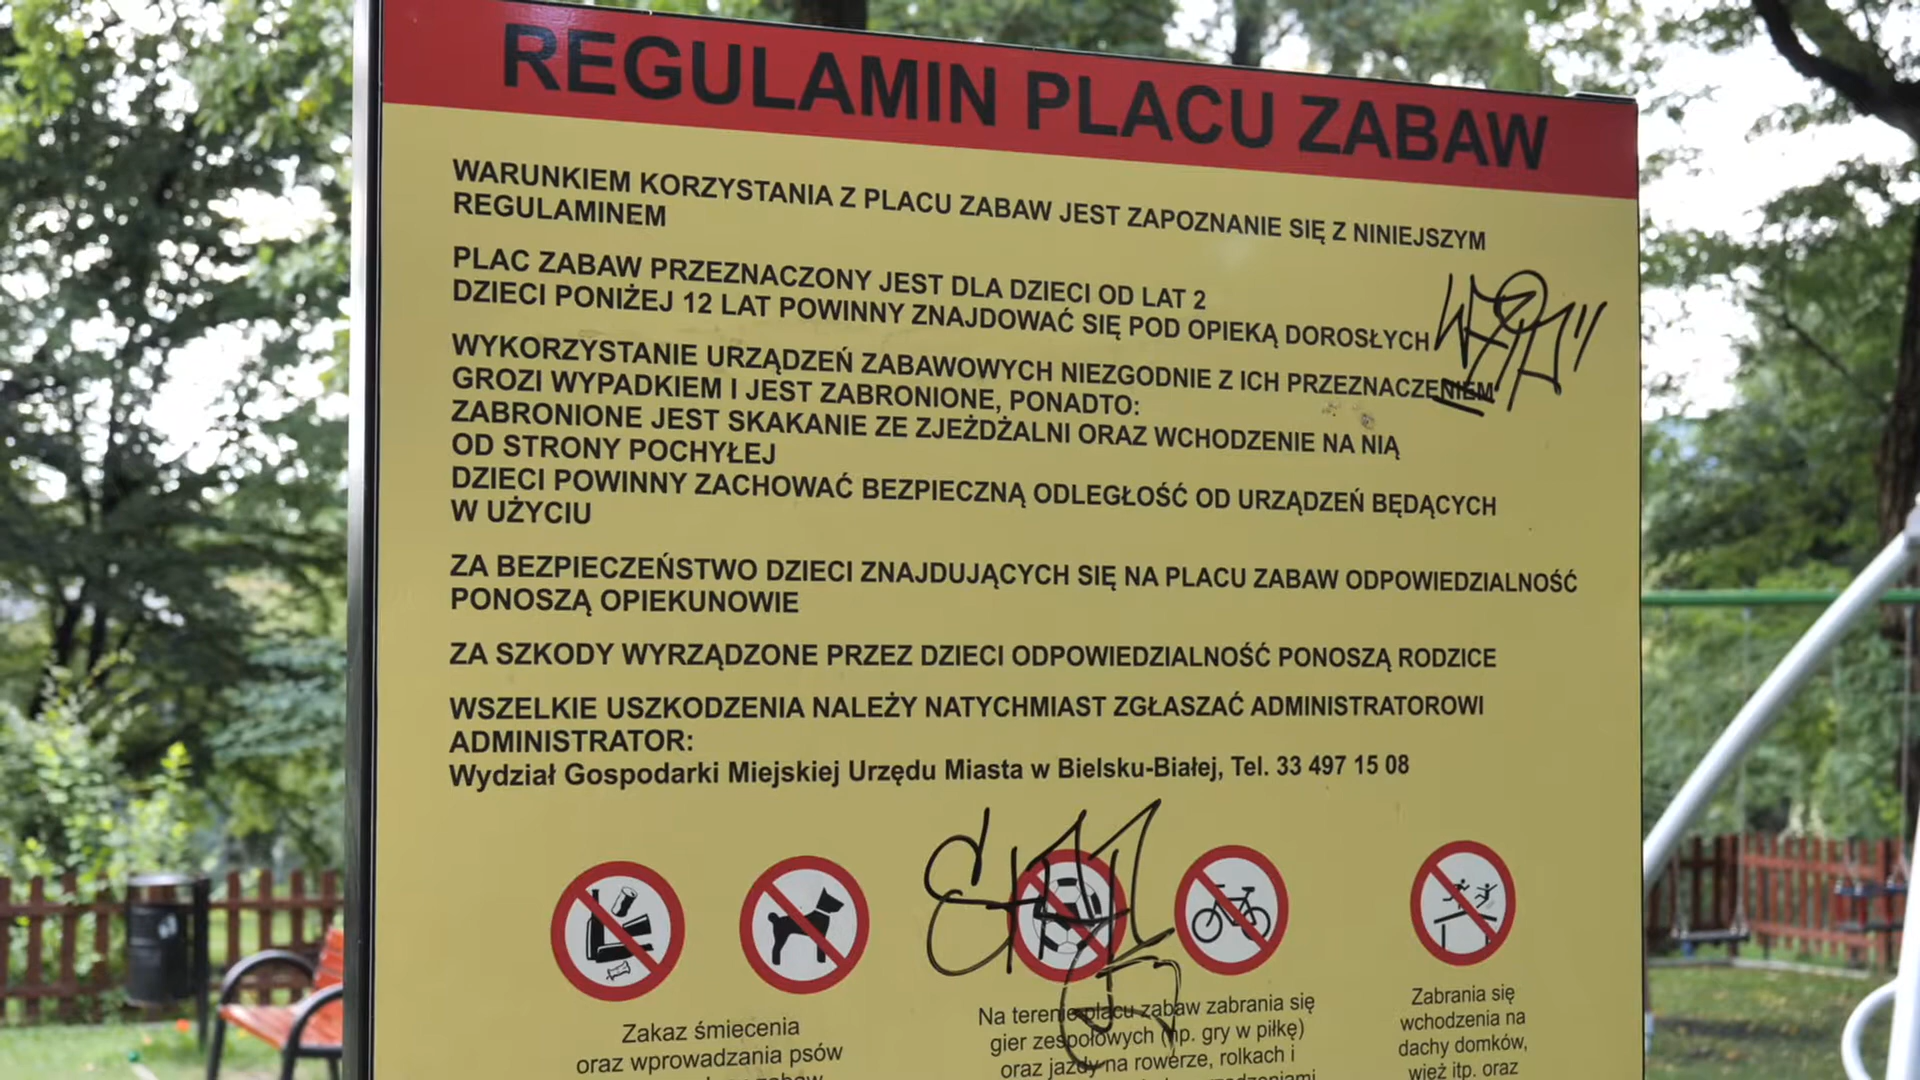 REGULAMIN PLACU ZABAW
WARUNKIEM KORZYSTANIA Z PLACU ZABAW JEST ZAPOZNANIE SIĘ Z NINIEJSZYM
REGULAMINEM
PLAC ZABAW PRZEZNACZONY JEST DLA DZIECI OD LAT 2
DZIECI PONIŻEJ 12 LAT POWINNY ZNAJDOWAĆ SIĘ POD OPIEKĄ DOROSŁYCH
WYKORZYSTANIE URZĄDZEŃ ZABAWOWYCH NIEZGODNIE Z ICH PRZEZNACZENIEM
GROZI WYPADKIEM I JEST ZABRONIONE, PONADTO:
ZABRONIONE JEST SKAKANIE ZE ZJEŻDŻALNI ORAZ WCHODZENIE NA NIĄ
OD STRONY POCHYŁEJ
DZIECI POWINNY ZACHOWAĆ BEZPIECZNĄ ODLEGŁOŚĆ OD URZĄDZEŃ BĘDĄCYCH
W UŻYCIU
ZA BEZPIECZEŃSTWO DZIECI ZNAJDUJĄCYCH SIĘ NA PLACU ZABAW ODPOWIEDZIALNOŚĆ
PONOSZĄ OPIEKUNOWIE
ZA SZKODY WYRZĄDZONE PRZEZ DZIECI ODPOWIEDZIALNOŚĆ PONOSZĄ RODZICE
WSZELKIE USZKODZENIA NALEŻY NATYCHMIAST ZGŁASZAĆ ADMINISTRATOROWI
ADMINISTRATOR:
Wydział Gospodarki Miejskiej Urzędu Miasta w Bielsku-Białej, Tel. 33 497 15 08
Zakaz śmiecenia
oraz wprowadzania psów
Na terenie placu zabaw zabrania się
gier zespołowych (np. gry w piłkę)
oraz jazdy na rowerze, rolkach i
Zabrania się
wchodzenia na
dachy domków,
wież itp. oraz